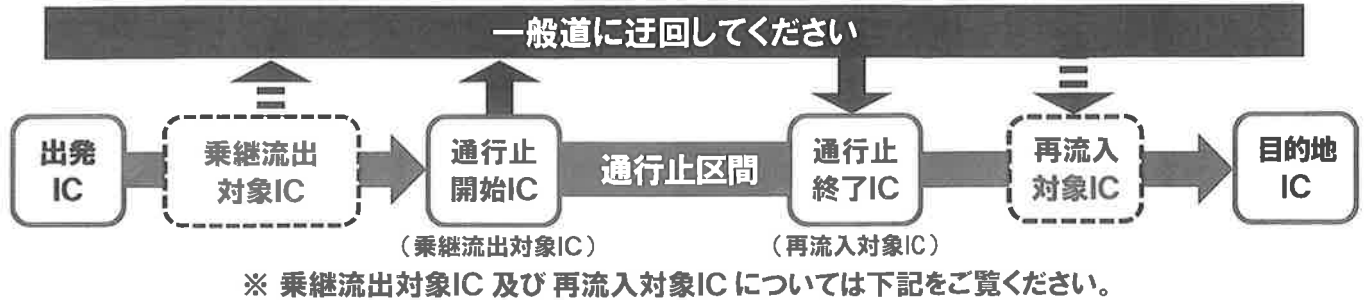 一般道に迂回してください
出発
IC
乗継流出
対象IC
通行止
開始IC
通行止区間
通行止
終了IC
再流入
対象IC
目的地
IC
（乗継流出対象IC）
（再流入対象IC）
※ 乗継流出対象IC 及び 再流入対象IC については下記をご覧ください。